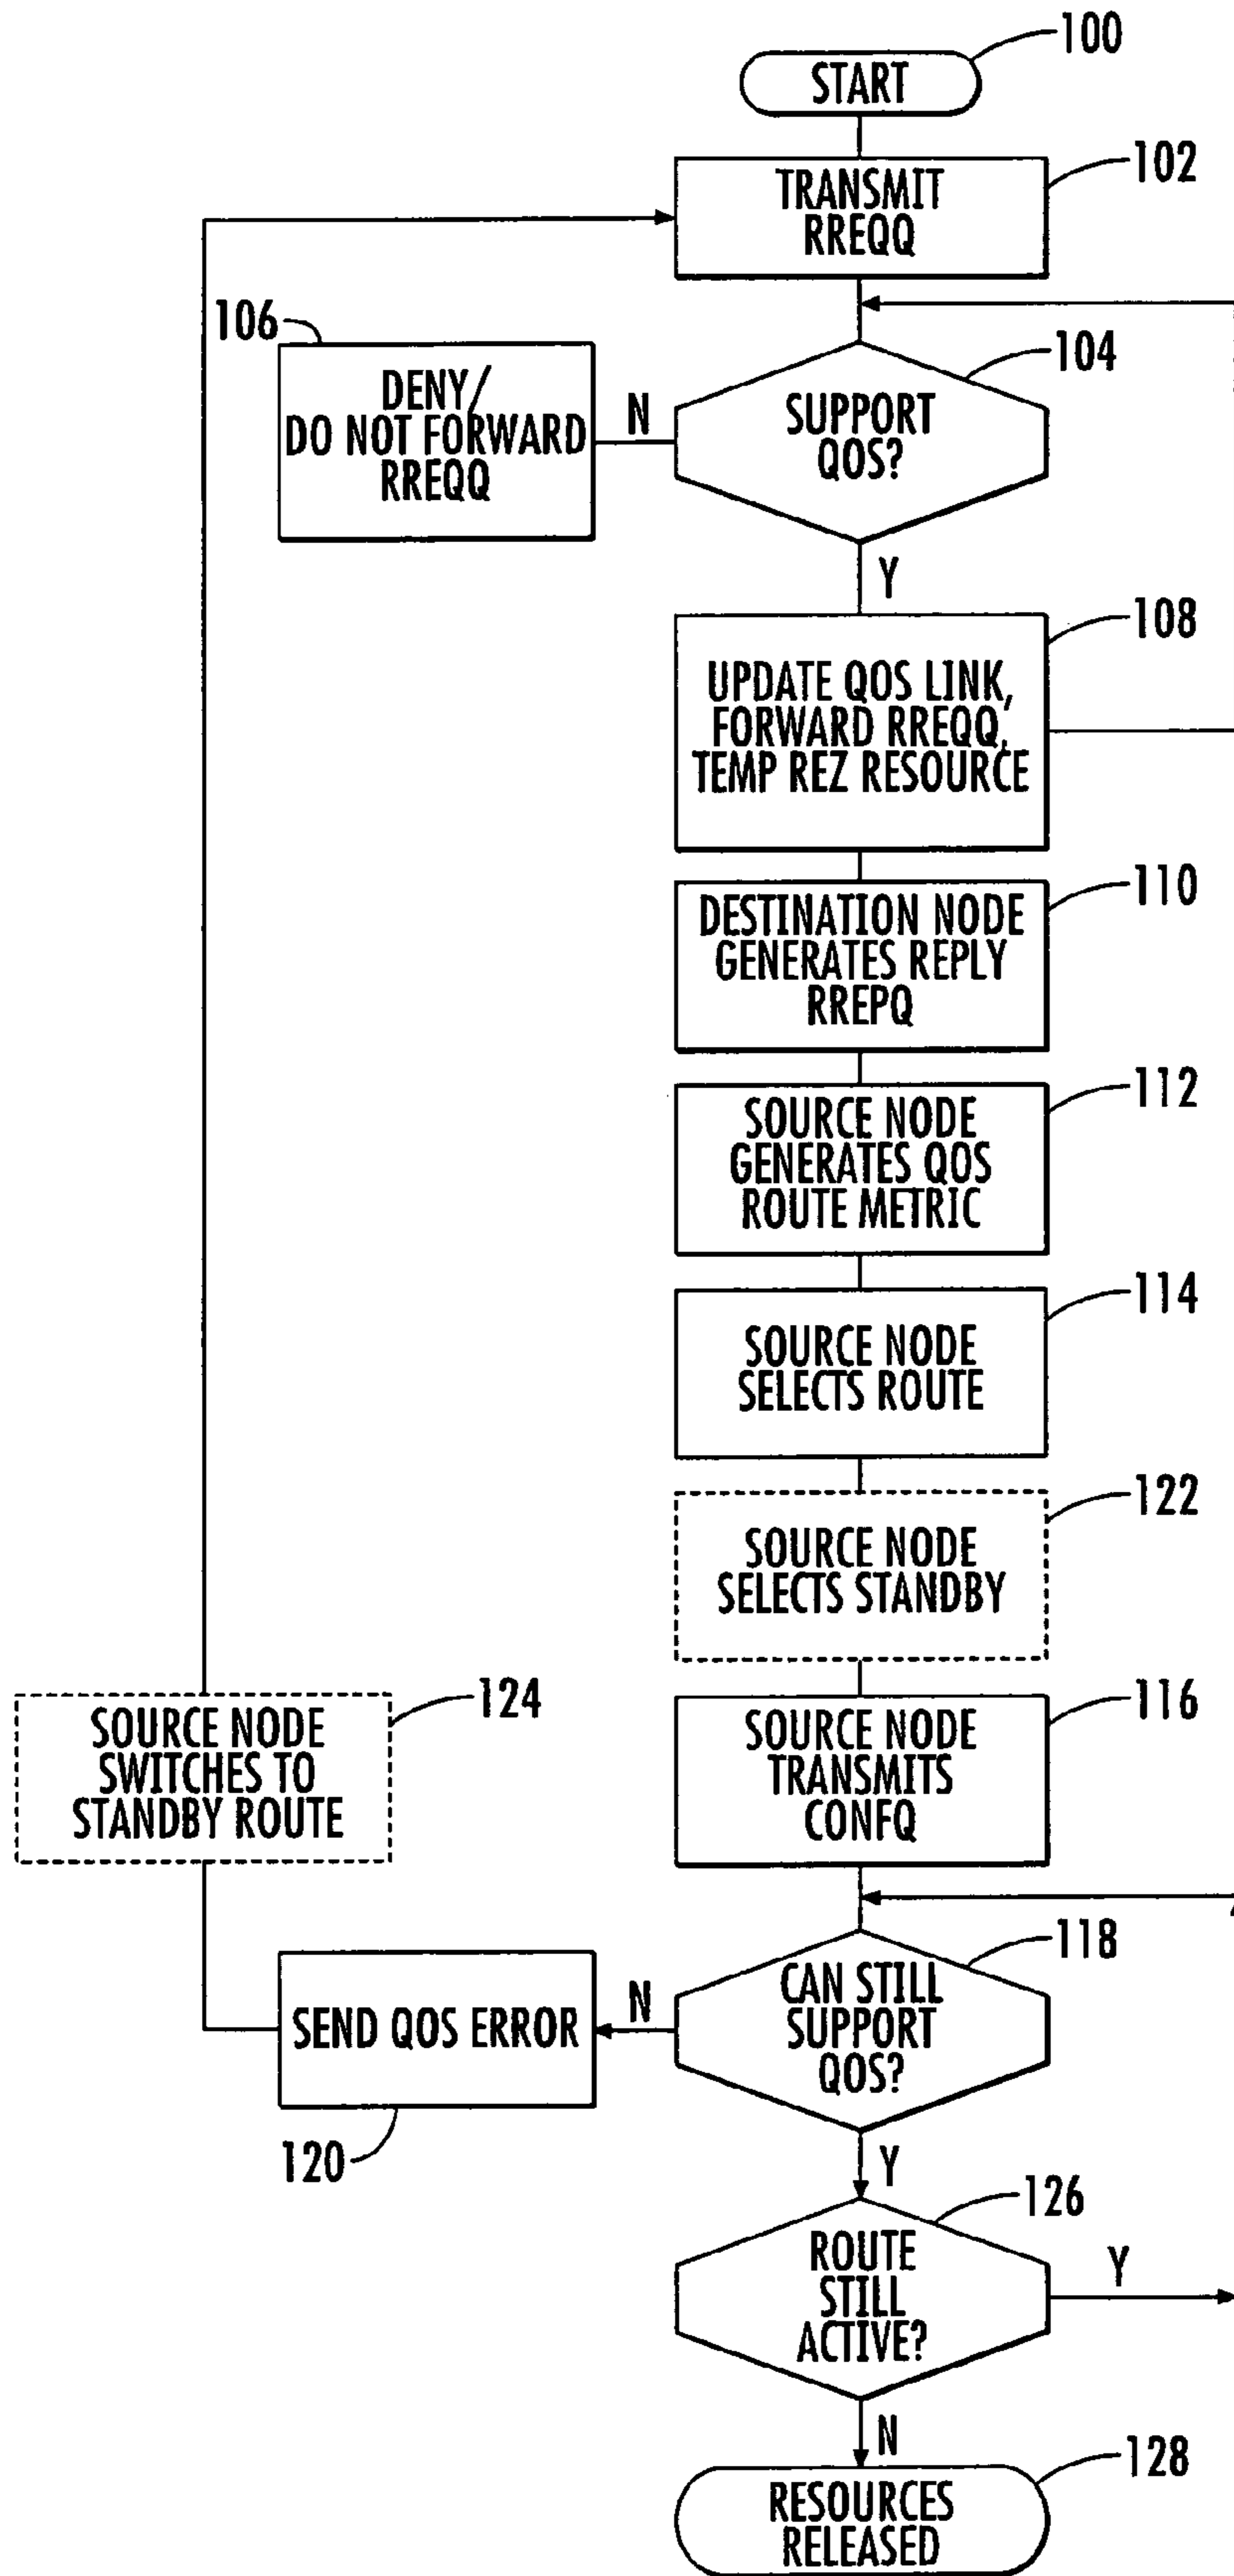 100
START
102
TRANSMIT
RREQQ
106
DENY/
DO NOT FORWARD
RREQQ
N
104
SUPPORT
QOS?
Y
108
UPDATE QOS LINK,
FORWARD RREQQ,
TEMP REZ RESOURCE
110
DESTINATION NODE
GENERATES REPLY
RREPQ
112
SOURCE NODE
GENERATES QOS
ROUTE METRIC
114
SOURCE NODE
SELECTS ROUTE
122
SOURCE NODE
SELECTS STANDBY
124
SOURCE NODE
SWITCHES TO
STANDBY ROUTE
116
SOURCE NODE
TRANSMITS
CONFQ
118
CAN STILL
SUPPORT
QOS?
N
SEND QOS ERROR
120
Y
126
ROUTE
STILL
ACTIVE?
Y
N
128
RESOURCES
RELEASED